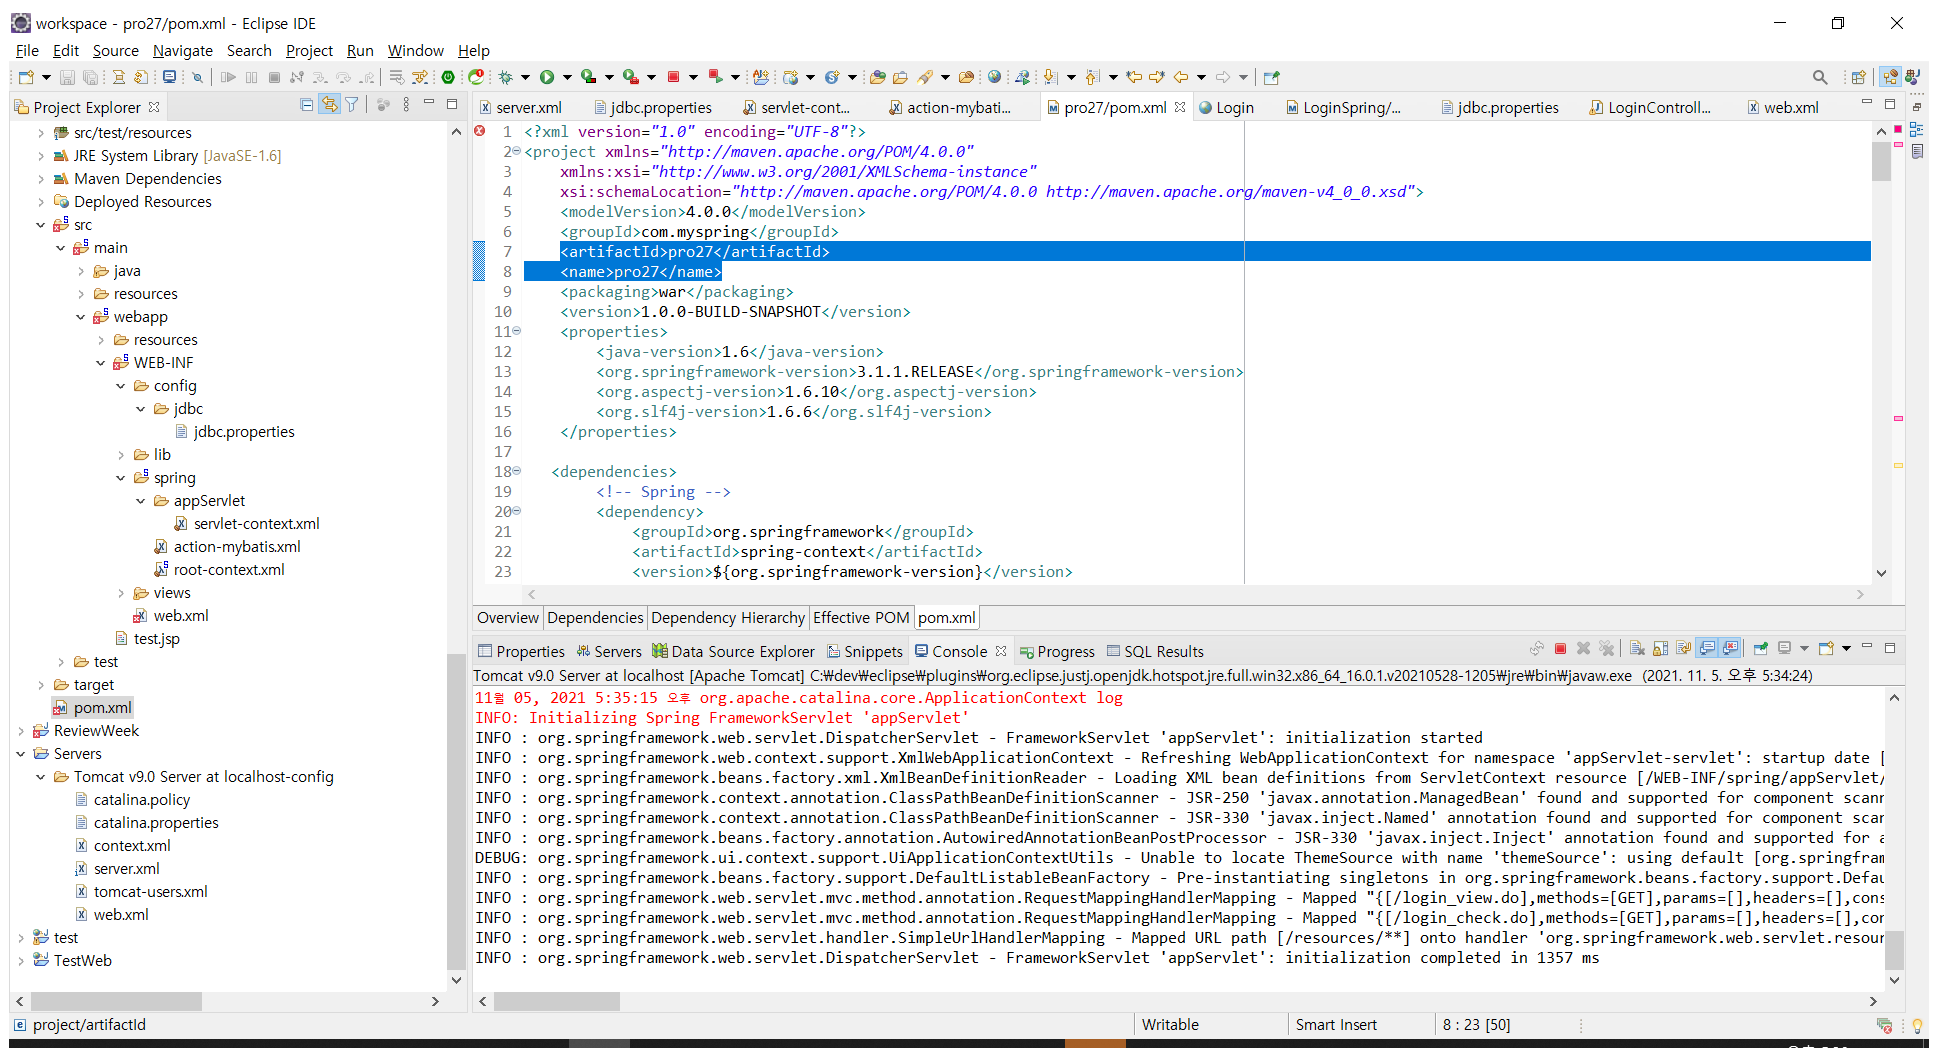 workspace - pro27/pom.xml - Eclipse IDE
File Edit Source Navigate Search Project Run Window Help
Project Explorer
src/test/resources
JRE System Library [JavaSE-1.6]
Maven Dependencies
Deployed Resources
src
main
java
resources
webapp
resources
WEB-INF
config
jdbc
jdbc.properties
lib
spring
appServlet
servlet-context.xml
action-mybatis.xml
root-context.xml
views
web.xml
test.jsp
test
target
pom.xml
ReviewWeek
Servers
Tomcat v9.0 Server at localhost-config
catalina.policy
catalina.properties
context.xml
server.xml
tomcat-users.xml
web.xml
test
TestWeb
server.xml jdbc.properties servlet-cont... action-mybati... pro27/pom.xml Login LoginSpring/... jdbc.properties LoginControll... web.xml
1 <?xml version="1.0" encoding="UTF-8"?>
2 <project xmlns="http://maven.apache.org/POM/4.0.0"
3 xmlns:xsi="http://www.w3.org/2001/XMLSchema-instance"
4 xsi:schemaLocation="http://maven.apache.org/POM/4.0.0 http://maven.apache.org/maven-v4_0_0.xsd">
5 <modelVersion>4.0.0</modelVersion>
6 <groupId>com.myspring</groupId>
7 <artifactId>pro27</artifactId>
8 <name>pro27</name>
9 <packaging>war</packaging>
10 <version>1.0.0-BUILD-SNAPSHOT</version>
11 <properties>
12 <java-version>1.6</java-version>
13 <org.springframework-version>3.1.1.RELEASE</org.springframework-version>
14 <org.aspectj-version>1.6.10</org.aspectj-version>
15 <org.slf4j-version>1.6.6</org.slf4j-version>
16 </properties>
17
18 <dependencies>
19 <!-- Spring -->
20 <dependency>
21 <groupId>org.springframework</groupId>
22 <artifactId>spring-context</artifactId>
23 <version>${org.springframework-version}</version>
Overview Dependencies Dependency Hierarchy Effective POM pom.xml
Properties Servers Data Source Explorer Snippets Console Progress SQL Results
Tomcat v9.0 Server at localhost [Apache Tomcat] C:₩dev₩eclipse₩plugins₩org.eclipse.justj.openjdk.hotspot.jre.full.win32.x86_64_16.0.1.v20210528-1205₩jre₩bin₩javaw.exe (2021. 11. 5. 오후 5:34:24)
11월 05, 2021 5:35:15 오후 org.apache.catalina.core.ApplicationContext log
INFO: Initializing Spring FrameworkServlet 'appServlet'
INFO : org.springframework.web.servlet.DispatcherServlet - FrameworkServlet 'appServlet': initialization started
INFO : org.springframework.web.context.support.XmlWebApplicationContext - Refreshing WebApplicationContext for namespace 'appServlet-servlet': startup date [
INFO : org.springframework.beans.factory.xml.XmlBeanDefinitionReader - Loading XML bean definitions from ServletContext resource [/WEB-INF/spring/appServlet/
INFO : org.springframework.context.annotation.ClassPathBeanDefinitionScanner - JSR-250 'javax.annotation.ManagedBean' found and supported for component scann
INFO : org.springframework.context.annotation.ClassPathBeanDefinitionScanner - JSR-330 'javax.inject.Named' annotation found and supported for component scan
INFO : org.springframework.beans.factory.annotation.AutowiredAnnotationBeanPostProcessor - JSR-330 'javax.inject.Inject' annotation found and supported for a
DEBUG: org.springframework.ui.context.support.UiApplicationContextUtils - Unable to locate ThemeSource with name 'themeSource': using default [org.springfram
INFO : org.springframework.beans.factory.support.DefaultListableBeanFactory - Pre-instantiating singletons in org.springframework.beans.factory.support.Defau
INFO : org.springframework.web.servlet.mvc.method.annotation.RequestMappingHandlerMapping - Mapped "{[/login_view.do],methods=[GET],params=[],headers=[],cons
INFO : org.springframework.web.servlet.mvc.method.annotation.RequestMappingHandlerMapping - Mapped "{[/login_check.do],methods=[GET],params=[],headers=[],con
INFO : org.springframework.web.servlet.handler.SimpleUrlHandlerMapping - Mapped URL path [/resources/**] onto handler 'org.springframework.web.servlet.resour
INFO : org.springframework.web.servlet.DispatcherServlet - FrameworkServlet 'appServlet': initialization completed in 1357 ms
project/artifactId Writable Smart Insert 8 : 23 [50]